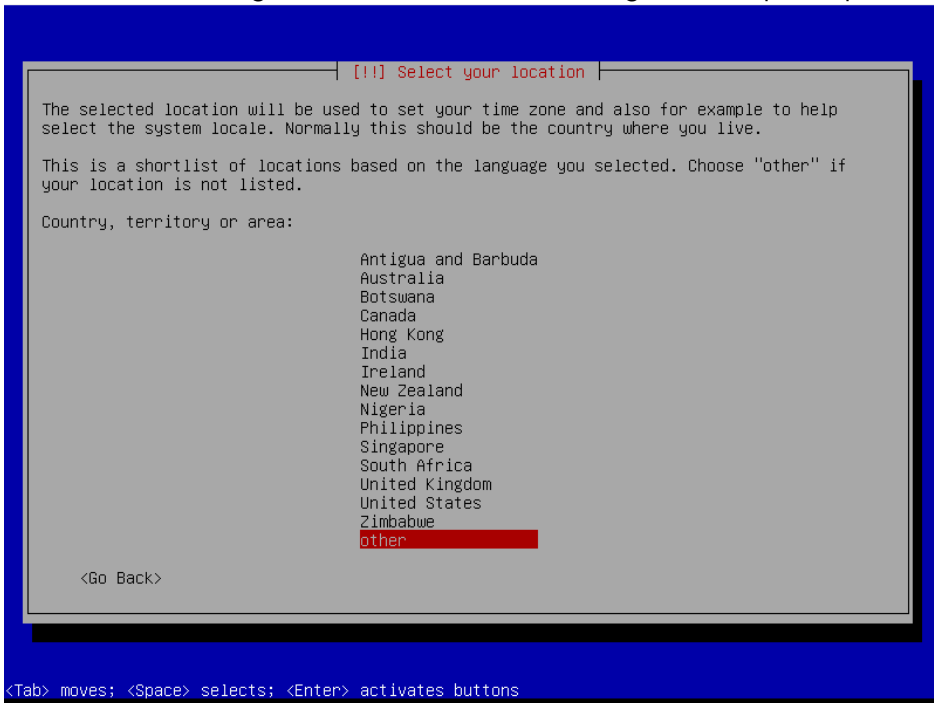 [!!] Select your location
The selected location will be used to set your time zone and also for example to help
select the system locale. Normally this should be the country where you live.
This is a shortlist of locations based on the language you selected. Choose "other" if
your location is not listed.
Country, territory or area:
Antigua and Barbuda
Australia
Botswana
Canada
Hong Kong
India
Ireland
New Zealand
Nigeria
Philippines
Singapore
South Africa
United Kingdom
United States
Zimbabwe
other
<Go Back>
<Tab> moves; <Space> selects; <Enter> activates buttons